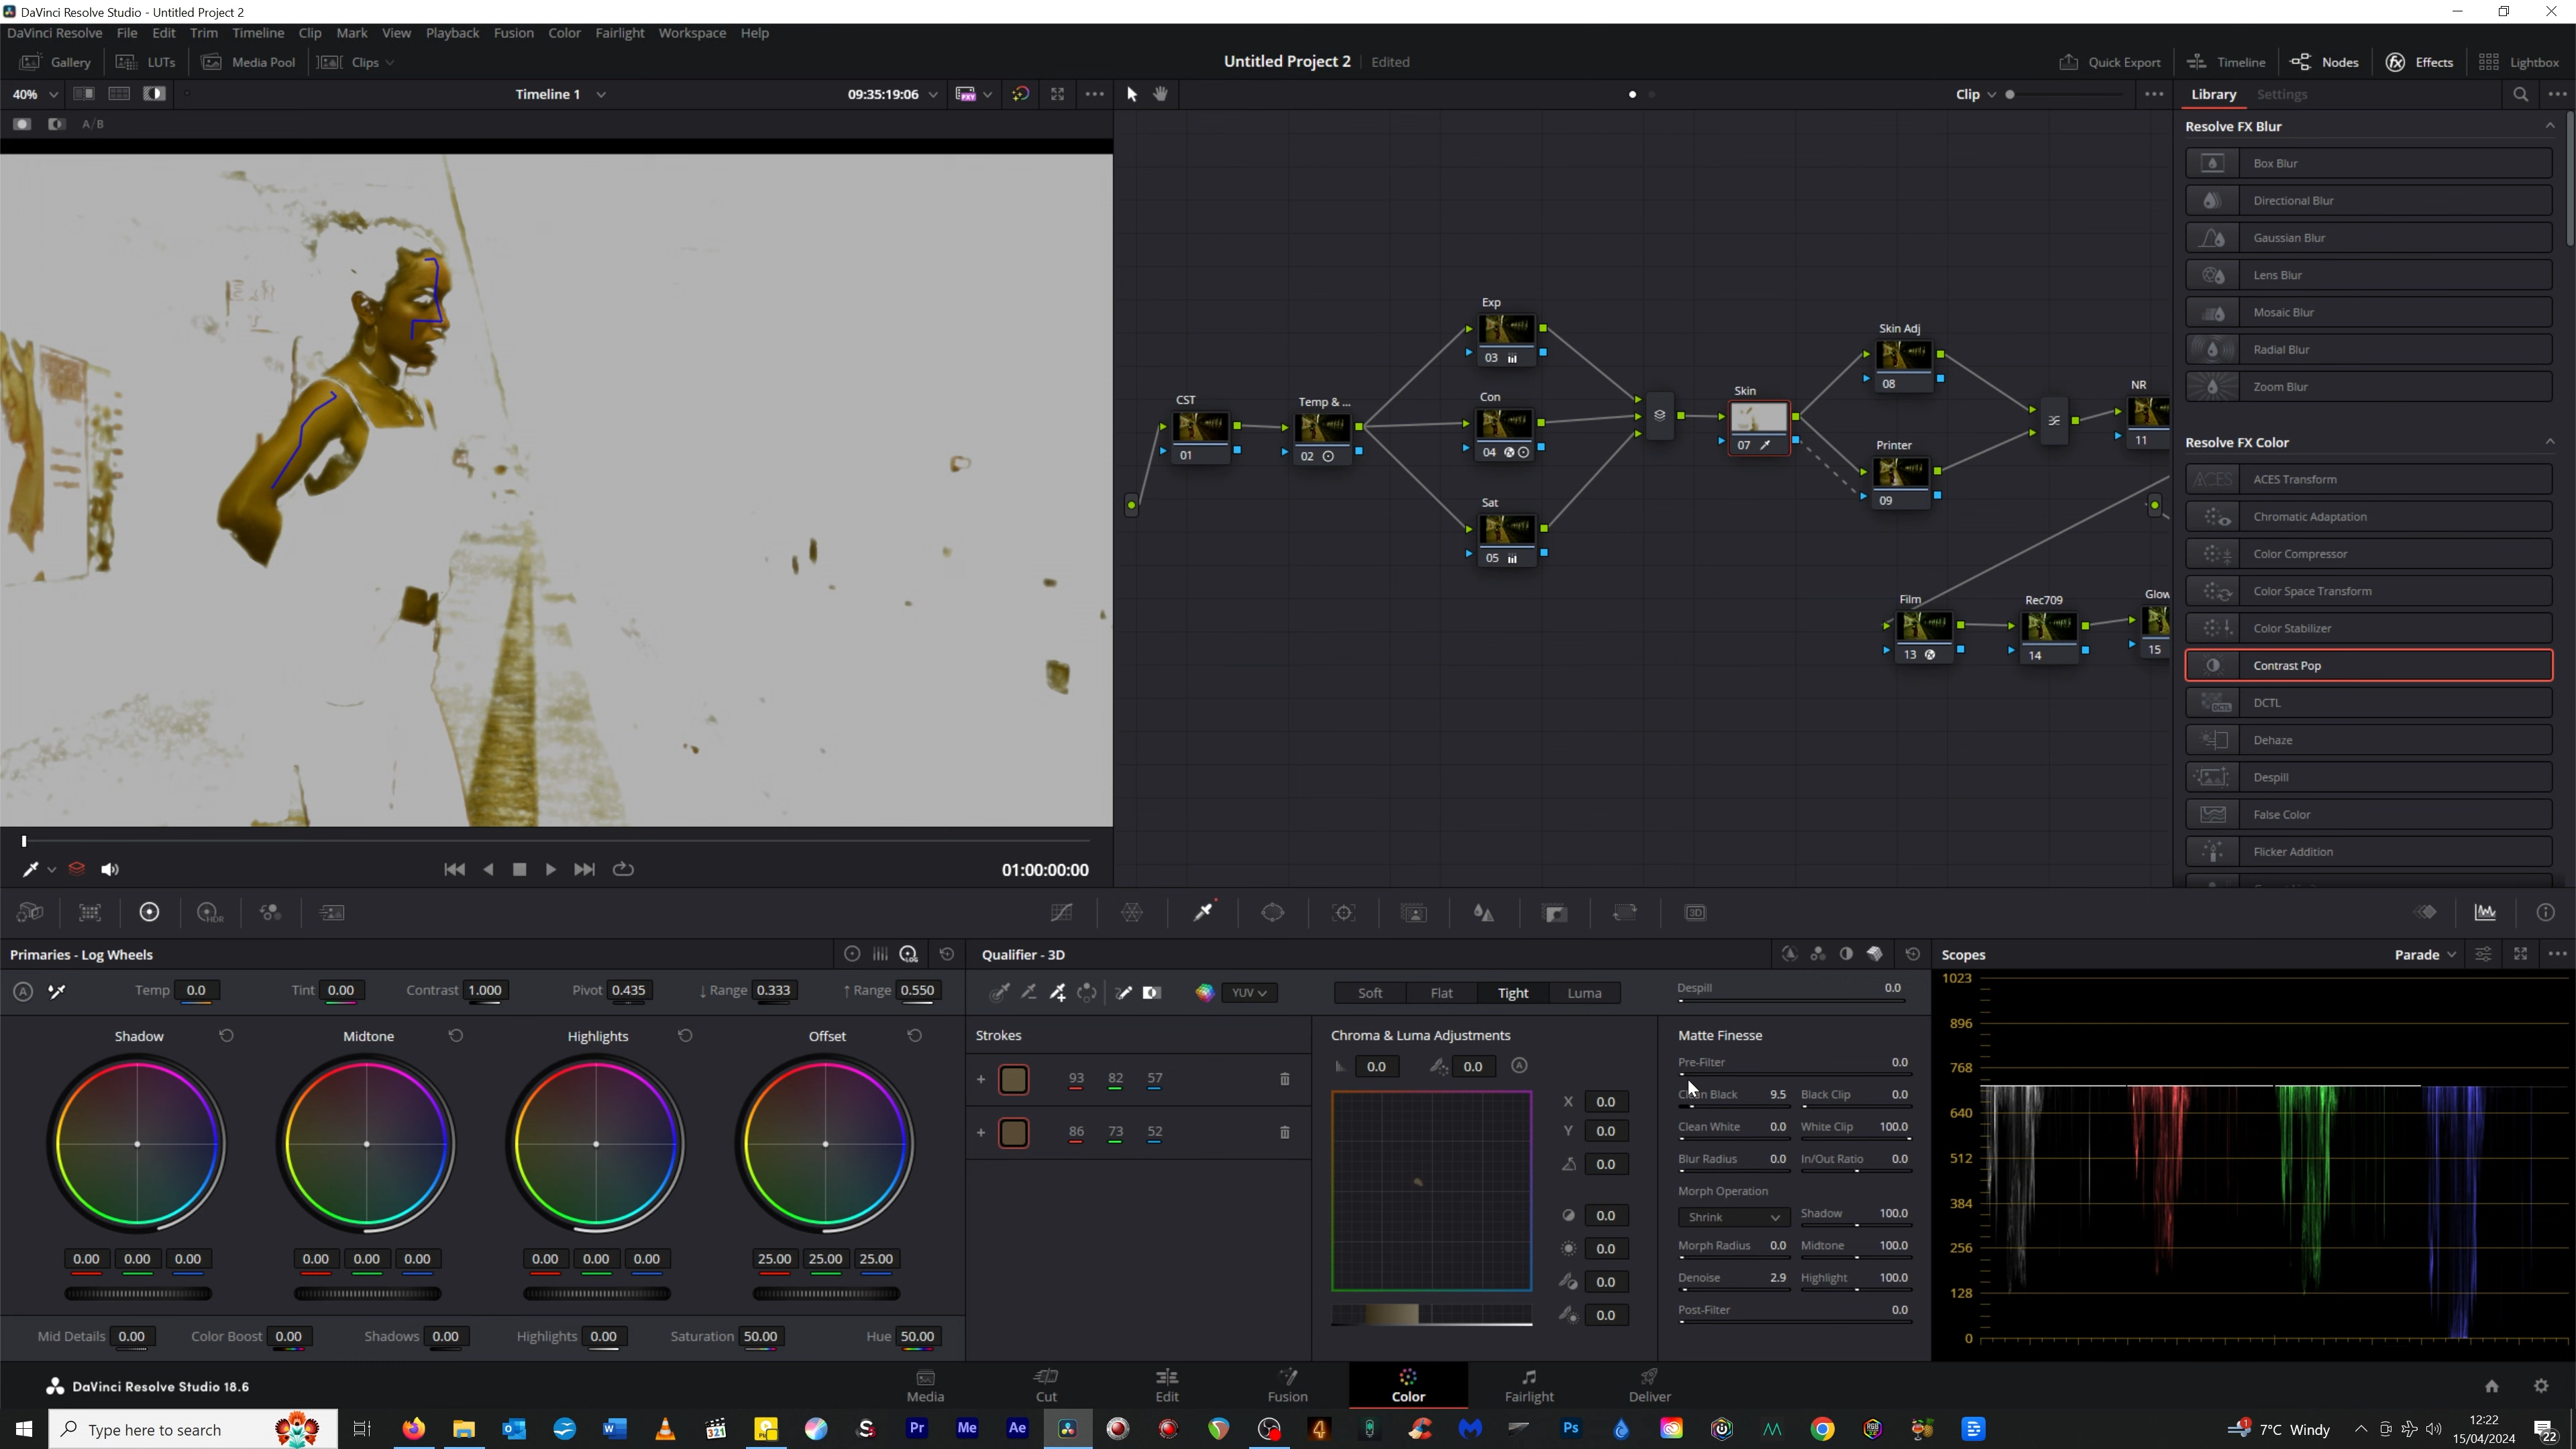 DaVinci Resolve Studio - Untitled Project 2
DaVinci Resolve File Edit Trim Timeline Clip Mark View Playback Fusion Color Fairlight Workspace Help
Gallery LUTs Media Pool Clips Untitled Project 2 Edited Quick Export Timeline Nodes Effects Lightbox
40% Timeline 1 09:35:19:06 Clip Library Settings
A/B
Resolve FX Blur
Box Blur
Directional Blur
Gaussian Blur
Lens Blur
Mosaic Blur
Radial Blur
Zoom Blur
Resolve FX Color
ACES Transform
Chromatic Adaptation
Color Compressor
Color Space Transform
Color Stabilizer
Contrast Pop
DCTL
Dehaze
Despill
False Color
Flicker Addition
CST
01
Temp & ...
02
Exp
03
Con
04
Sat
05
Skin
07
Skin Adj
08
Printer
09
NR
11
Film
13
Rec709
14
Glow
15
01:00:00:00
HDR
3D
Primaries - Log Wheels
Temp 0.0 Tint 0.00 Contrast 1.000 Pivot 0.435 ↓ Range 0.333 ↑ Range 0.550
Shadow Midtone Highlights Offset
0.00 0.00 0.00 0.00 0.00 0.00 0.00 0.00 0.00 25.00 25.00 25.00
Mid Details 0.00 Color Boost 0.00 Shadows 0.00 Highlights 0.00 Saturation 50.00 Hue 50.00
Qualifier - 3D
YUV Soft Flat Tight Luma
Strokes
+ 93 82 57
+ 86 73 52
Chroma & Luma Adjustments
0.0 0.0 A
X 0.0
Y 0.0
0.0
0.0
0.0
0.0
0.0
Despill 0.0
Matte Finesse
Pre-Filter 0.0
Clean Black 9.5 Black Clip 0.0
Clean White 0.0 White Clip 100.0
Blur Radius 0.0 In/Out Ratio 0.0
Morph Operation
Shrink Shadow 100.0
Morph Radius 0.0 Midtone 100.0
Denoise 2.9 Highlight 100.0
Post-Filter 0.0
Scopes Parade
1023
896
768
640
512
384
256
128
0
DaVinci Resolve Studio 18.6
Media Cut Edit Fusion Color Fairlight Deliver
Type here to search
7°C Windy
12:22
15/04/2024
22